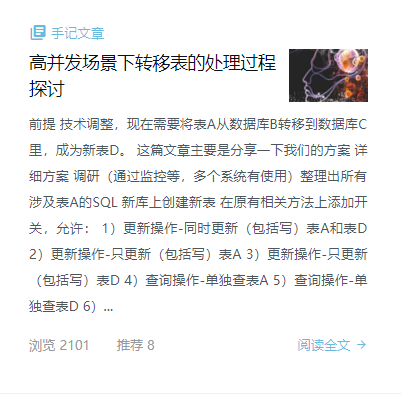 手记文章
高并发场景下转移表的处理过程
探讨
前提 技术调整，现在需要将表A从数据库B转移到数据库C
里，成为新表D。 这篇文章主要是分享一下我们的方案 详
细方案 调研（通过监控等，多个系统有使用）整理出所有
涉及表A的SQL 新库上创建新表 在原有相关方法上添加开
关，允许： 1）更新操作-同时更新（包括写）表A和表D
2）更新操作-只更新（包括写）表A 3）更新操作-只更新
（包括写）表D 4）查询操作-单独查表A 5）查询操作-单
独查表D 6）...
浏览 2101 推荐 8 阅读全文